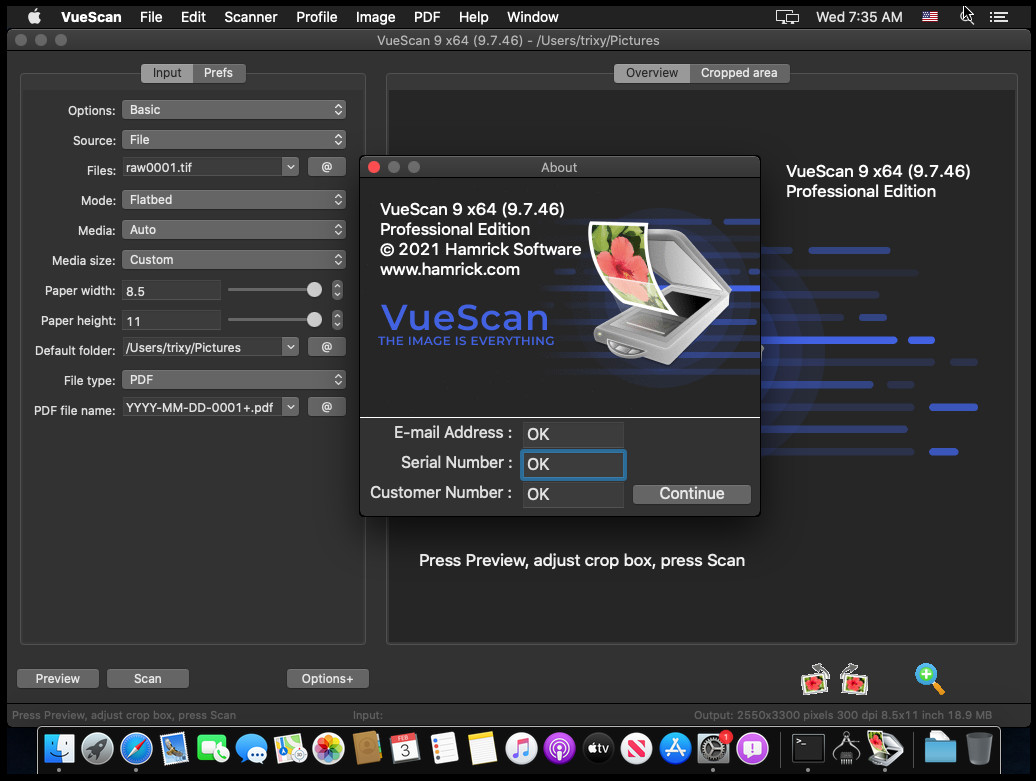 VueScan File Edit Scanner Profile Image PDF Help Window Wed 7:35 AM
VueScan 9 x64 (9.7.46) - /Users/trixy/Pictures
Input Prefs
Overview Cropped area
Options: Basic
Source: File
Files: raw0001.tif @
Mode: Flatbed
Media: Auto
Media size: Custom
Paper width: 8.5
Paper height: 11
Default folder: /Users/trixy/Pictures @
File type: PDF
PDF file name: YYYY-MM-DD-0001+.pdf @
VueScan 9 x64 (9.7.46)
Professional Edition
About
VueScan 9 x64 (9.7.46)
Professional Edition
© 2021 Hamrick Software
www.hamrick.com
VueScan
THE IMAGE IS EVERYTHING
E-mail Address : OK
Serial Number : OK
Customer Number : OK
Continue
Press Preview, adjust crop box, press Scan
Preview Scan Options+
Press Preview, adjust crop box, press Scan Input: Output: 2550x3300 pixels 300 dpi 8.5x11 inch 18.9 MB
FEB
3
tv
1